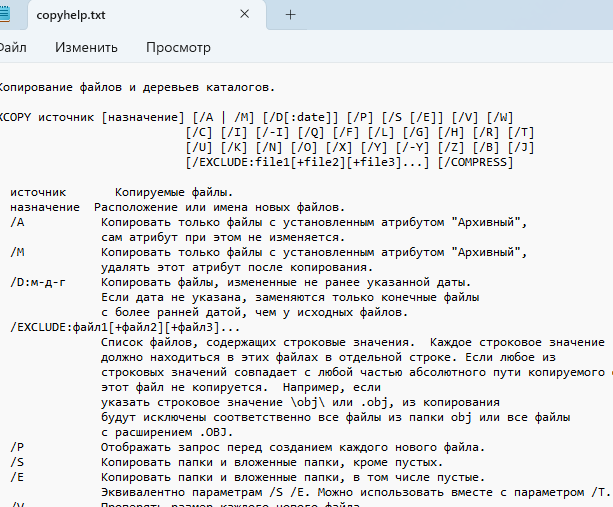 copyhelp.txt
Изменить Просмотр
Копирование файлов и деревьев каталогов.
XCOPY источник [назначение] [/A | /M] [/D[:date]] [/P] [/S [/E]] [/V] [/W]
[/C] [/I] [/-I] [/Q] [/F] [/L] [/G] [/H] [/R] [/T]
[/U] [/K] [/N] [/O] [/X] [/Y] [/-Y] [/Z] [/B] [/J]
[/EXCLUDE:file1[+file2][+file3]...] [/COMPRESS]
источник Копируемые файлы.
назначение Расположение или имена новых файлов.
/A Копировать только файлы с установленным атрибутом "Архивный",
сам атрибут при этом не изменяется.
/M Копировать только файлы с установленным атрибутом "Архивный",
удалять этот атрибут после копирования.
/D:м-д-г Копировать файлы, измененные не ранее указанной даты.
Если дата не указана, заменяются только конечные файлы
с более ранней датой, чем у исходных файлов.
/EXCLUDE:файл1[+файл2][+файл3]...
Список файлов, содержащих строковые значения. Каждое строковое значение
должно находиться в этих файлах в отдельной строке. Если любое из
строковых значений совпадает с любой частью абсолютного пути копируемого
этот файл не копируется. Например, если
указать строковое значение \obj\ или .obj, из копирования
будут исключены соответственно все файлы из папки obj или все файлы
с расширением .OBJ.
/P Отображать запрос перед созданием каждого нового файла.
/S Копировать папки и вложенные папки, кроме пустых.
/E Копировать папки и вложенные папки, в том числе пустые.
Эквивалентно параметрам /S /E. Можно использовать вместе с параметром /T.
/V Проверять размер каждого нового файла.